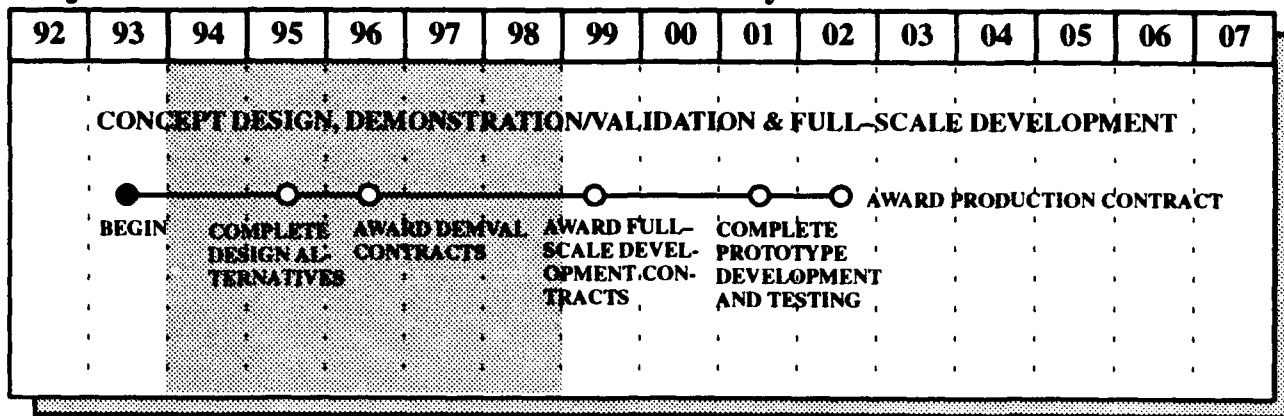 92 93 94 95 96 97 98 99 00 01 02 03 04 05 06 07
CONCEPT DESIGN, DEMONSTRATION/VALIDATION & FULL-SCALE DEVELOPMENT
AWARD PRODUCTION CONTRACT
BEGIN
COMPLETE
DESIGN AL-
TERNATIVES
AWARD DEM/VAL
CONTRACTS
AWARD FULL-
SCALE DEVEL-
OPMENT CON-
TRACTS
COMPLETE
PROTOTYPE
DEVELOPMENT
AND TESTING